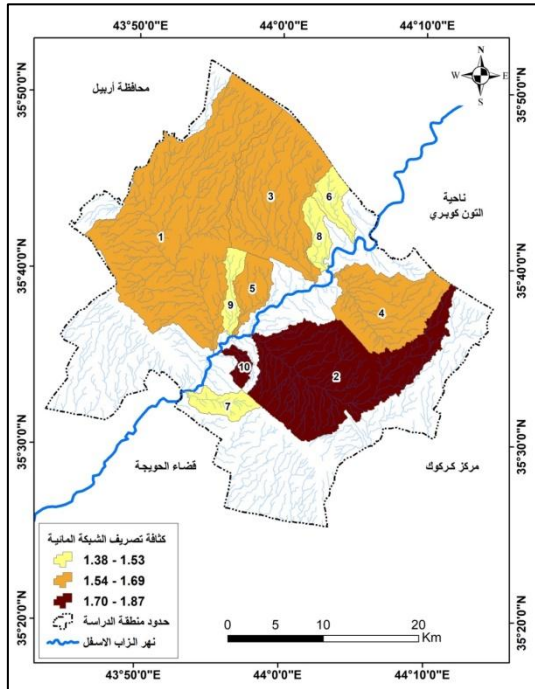 43°50'0"E 44°0'0"E 44°10'0"E
35°50'0"N
35°50'0"N
N
W E
S
محافظة أربيل
ناحية
التون كوبري
3
6
1
8
35°40'0"N
35°40'0"N
9
5
4
10
2
7
35°30'0"N
35°30'0"N
قضاء الحويجة
مركز كركوك
كثافة تصريف الشبكة المائية
1.38 - 1.53
1.54 - 1.69
1.70 - 1.87
حدود منطقة الدراسة
نهر الزاب الاسفل
35°20'0"N
35°20'0"N
0 10 20
Km
43°50'0"E 44°0'0"E 44°10'0"E